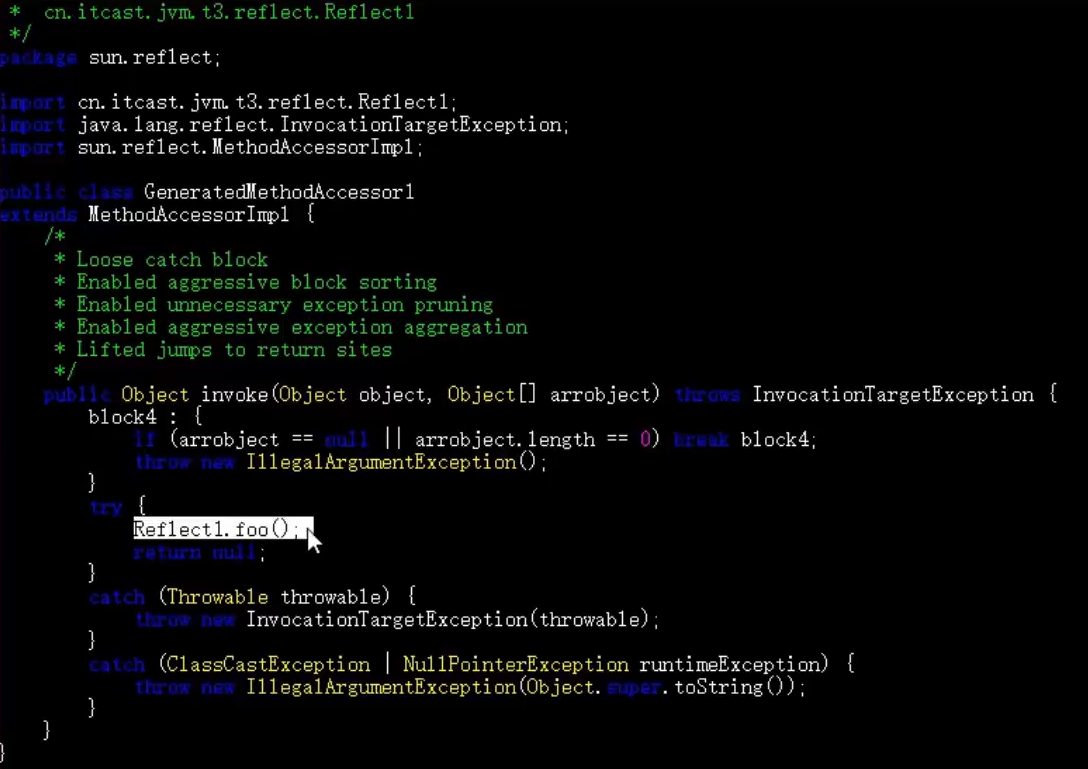 *  cn.itcast.jvm.t3.reflect.Reflect1
 */
package sun.reflect;

import cn.itcast.jvm.t3.reflect.Reflect1;
import java.lang.reflect.InvocationTargetException;
import sun.reflect.MethodAccessorImpl;

public class GeneratedMethodAccessor1
extends MethodAccessorImpl {
    /*
     * Loose catch block
     * Enabled aggressive block sorting
     * Enabled unnecessary exception pruning
     * Enabled aggressive exception aggregation
     * Lifted jumps to return sites
     */
    public Object invoke(Object object, Object[] arrobject) throws InvocationTargetException {
        block4 : {
            if (arrobject == null || arrobject.length == 0) break block4;
            throw new IllegalArgumentException();
        }
        try {
            Reflect1.foo();
            return null;
        }
        catch (Throwable throwable) {
            throw new InvocationTargetException(throwable);
        }
        catch (ClassCastException | NullPointerException runtimeException) {
            throw new IllegalArgumentException(Object.super.toString());
        }
    }
}